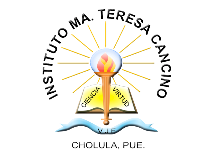 INSTITUTO MA. TERESA CANCINO
CIENCIA
VIRTUD
CHOLULA, PUE.